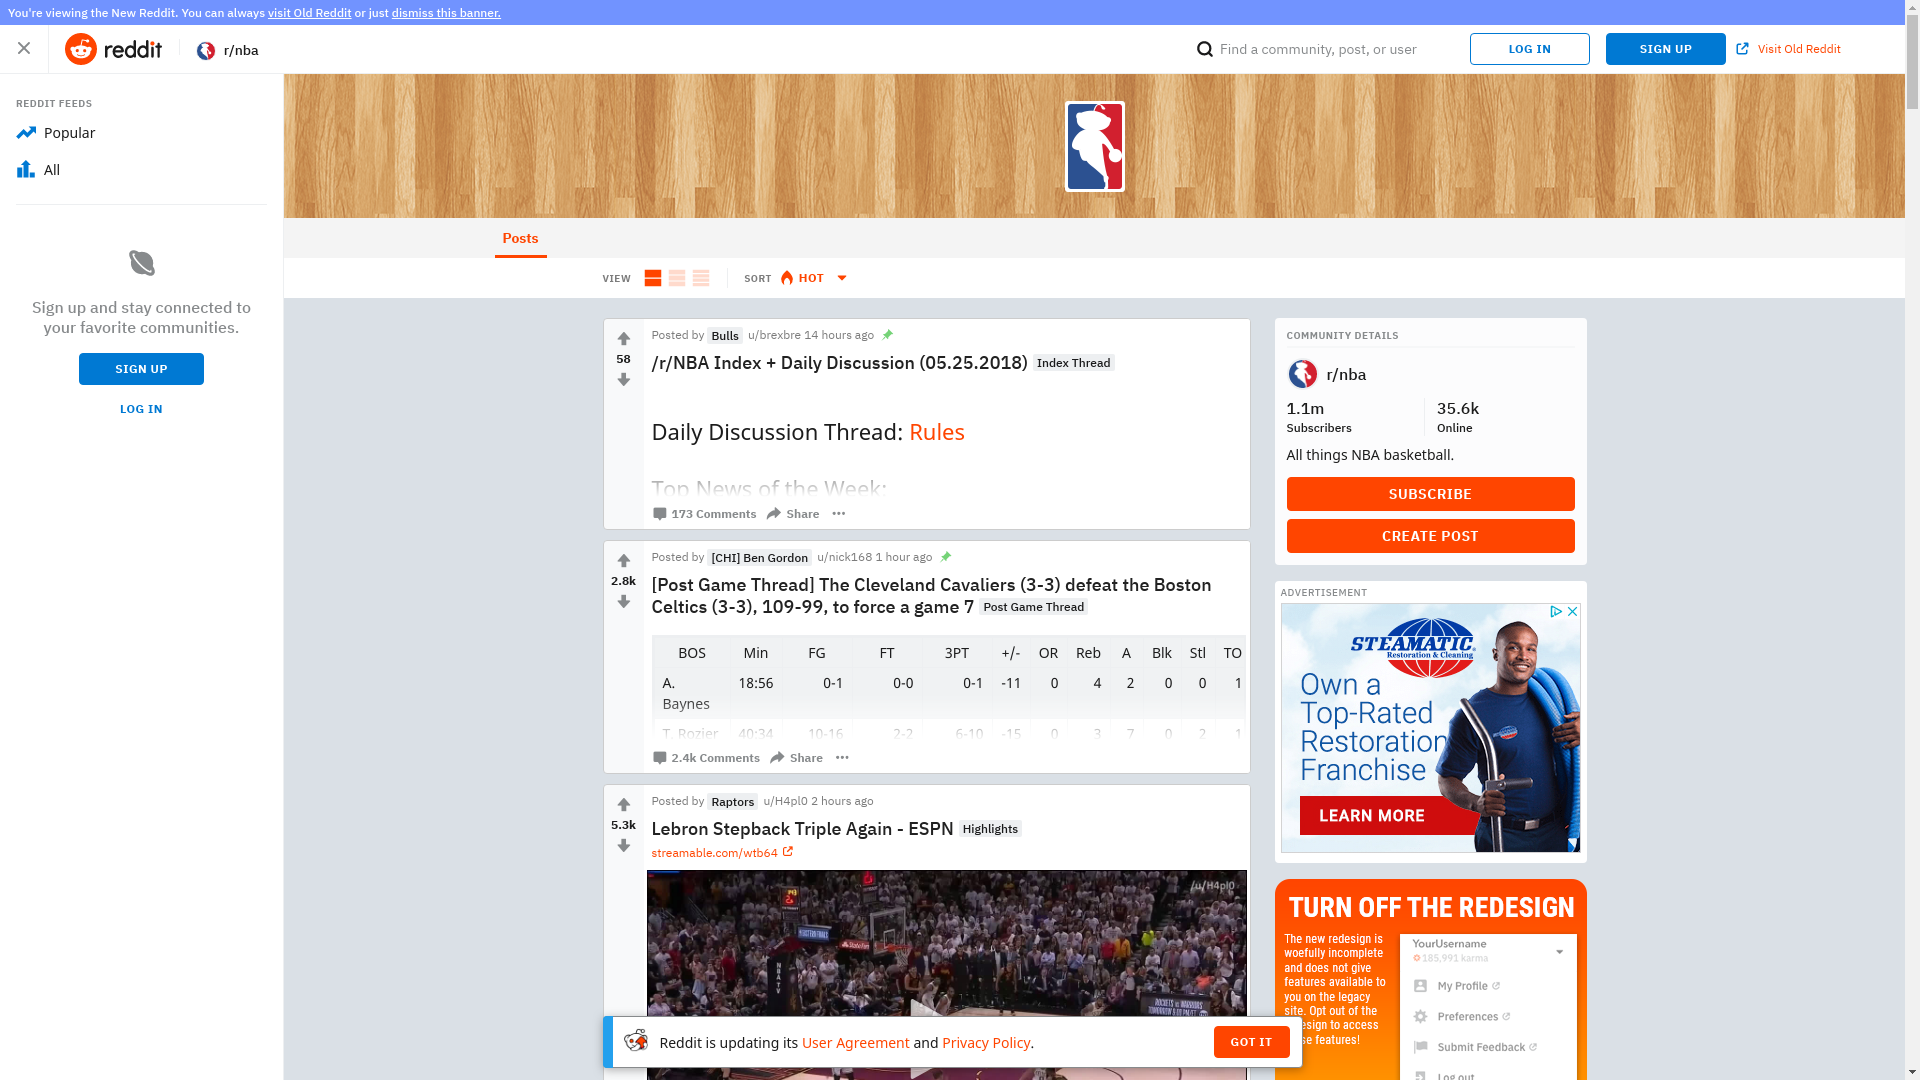 You're viewing the New Reddit. You can always visit Old Reddit or just dismiss this banner.
reddit
r/nba
Find a community, post, or user
LOG IN
SIGN UP
Visit Old Reddit
REDDIT FEEDS
Popular
All
Sign up and stay connected to
your favorite communities.
SIGN UP
LOG IN
Posts
VIEW
SORT
HOT
58
Posted by Bulls u/brexbre 14 hours ago
/r/NBA Index + Daily Discussion (05.25.2018) Index Thread
Daily Discussion Thread: Rules
Top News of the Week:
173 Comments Share
2.8k
Posted by [CHI] Ben Gordon u/nick168 1 hour ago
[Post Game Thread] The Cleveland Cavaliers (3-3) defeat the Boston
Celtics (3-3), 109-99, to force a game 7 Post Game Thread
BOS Min FG FT 3PT +/- OR Reb A Blk Stl TO
A. Baynes 18:56 0-1 0-0 0-1 -11 0 4 2 0 0 1
T. Rozier 40:34 10-16 2-2 6-10 -15 0 3 7 0 2 1
2.4k Comments Share
5.3k
Posted by Raptors u/H4pl0 2 hours ago
Lebron Stepback Triple Again - ESPN Highlights
streamable.com/wtb64
/u/H4pl0
State Farm
NBA TV
ROCKETS vs WARRIORS
Reddit is updating its User Agreement and Privacy Policy.
GOT IT
COMMUNITY DETAILS
r/nba
1.1m
Subscribers
35.6k
Online
All things NBA basketball.
SUBSCRIBE
CREATE POST
ADVERTISEMENT
STEAMATIC
Restoration & Cleaning
Own a
Top-Rated
Restoration
Franchise
LEARN MORE
TURN OFF THE REDESIGN
The new redesign is
woefully incomplete
and does not give
features available to
you on the legacy
site. Opt out of the
esign to access
se features!
YourUsername
185,991 karma
My Profile
Preferences
Submit Feedback
Log out